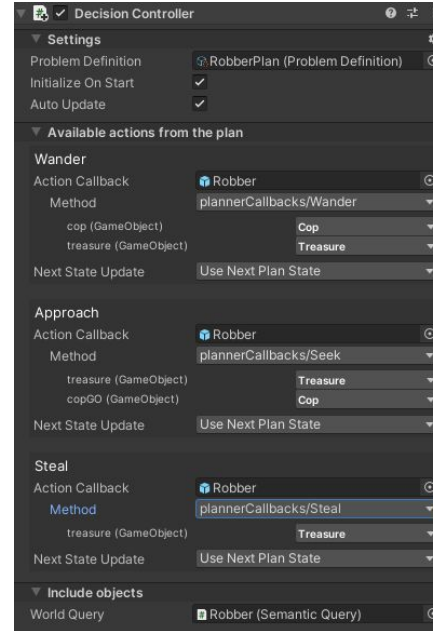 Decision Controller
Settings
Problem Definition RobberPlan (Problem Definition)
Initialize On Start
Auto Update
Available actions from the plan
Wander
Action Callback Robber
Method plannerCallbacks/Wander
cop (GameObject) Cop
treasure (GameObject) Treasure
Next State Update Use Next Plan State
Approach
Action Callback Robber
Method plannerCallbacks/Seek
treasure (GameObject) Treasure
copGO (GameObject) Cop
Next State Update Use Next Plan State
Steal
Action Callback Robber
Method plannerCallbacks/Steal
treasure (GameObject) Treasure
Next State Update Use Next Plan State
Include objects
World Query Robber (Semantic Query)